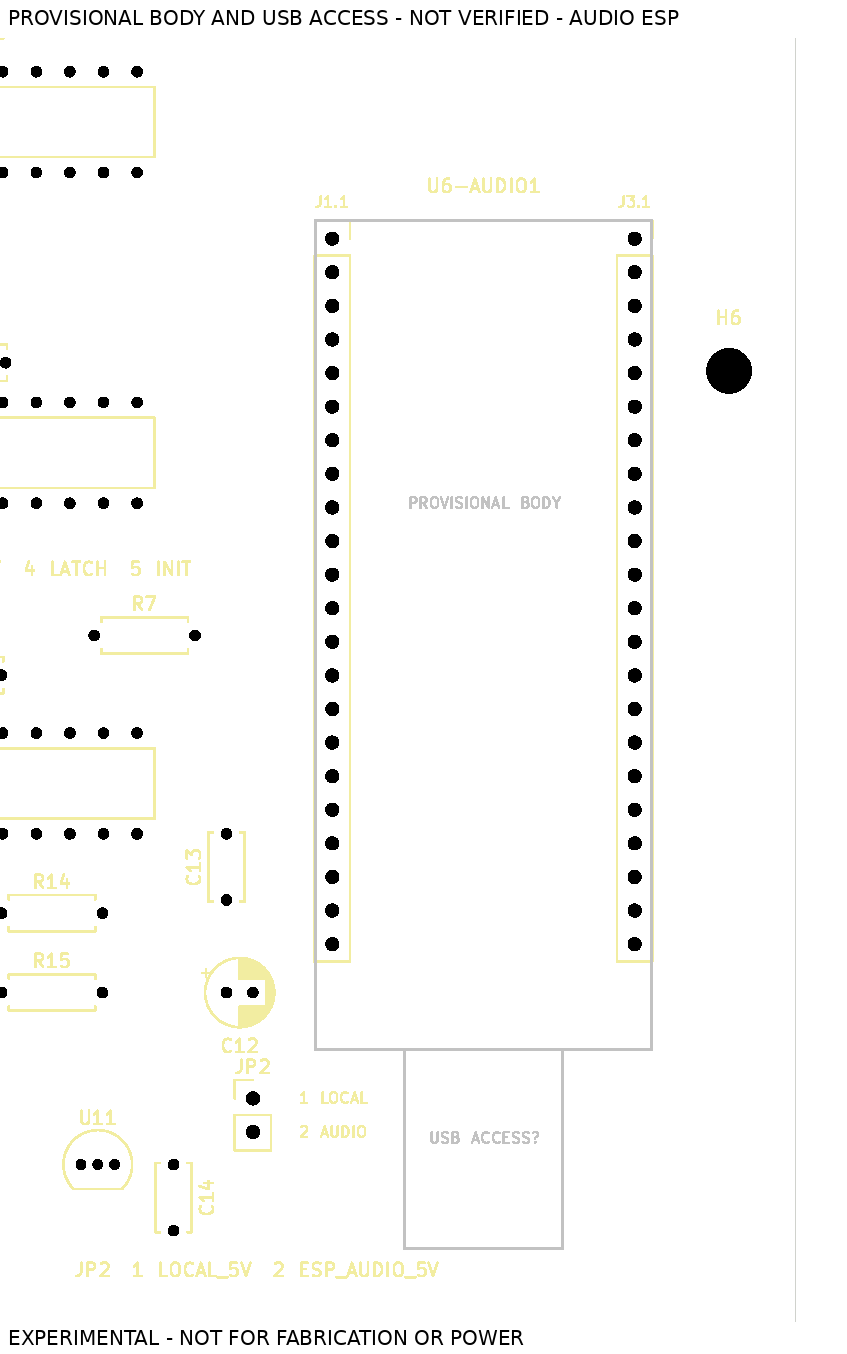 PROVISIONAL BODY AND USB ACCESS - NOT VERIFIED - AUDIO ESP
U6-AUDIO1
J1.1
J3.1
H6
PROVISIONAL BODY
4 LATCH 5 INIT
R7
C13
R14
R15
C12
JP2
1 LOCAL
U11
2 AUDIO
USB ACCESS?
C14
JP2 1 LOCAL_5V 2 ESP_AUDIO_5V
EXPERIMENTAL - NOT FOR FABRICATION OR POWER